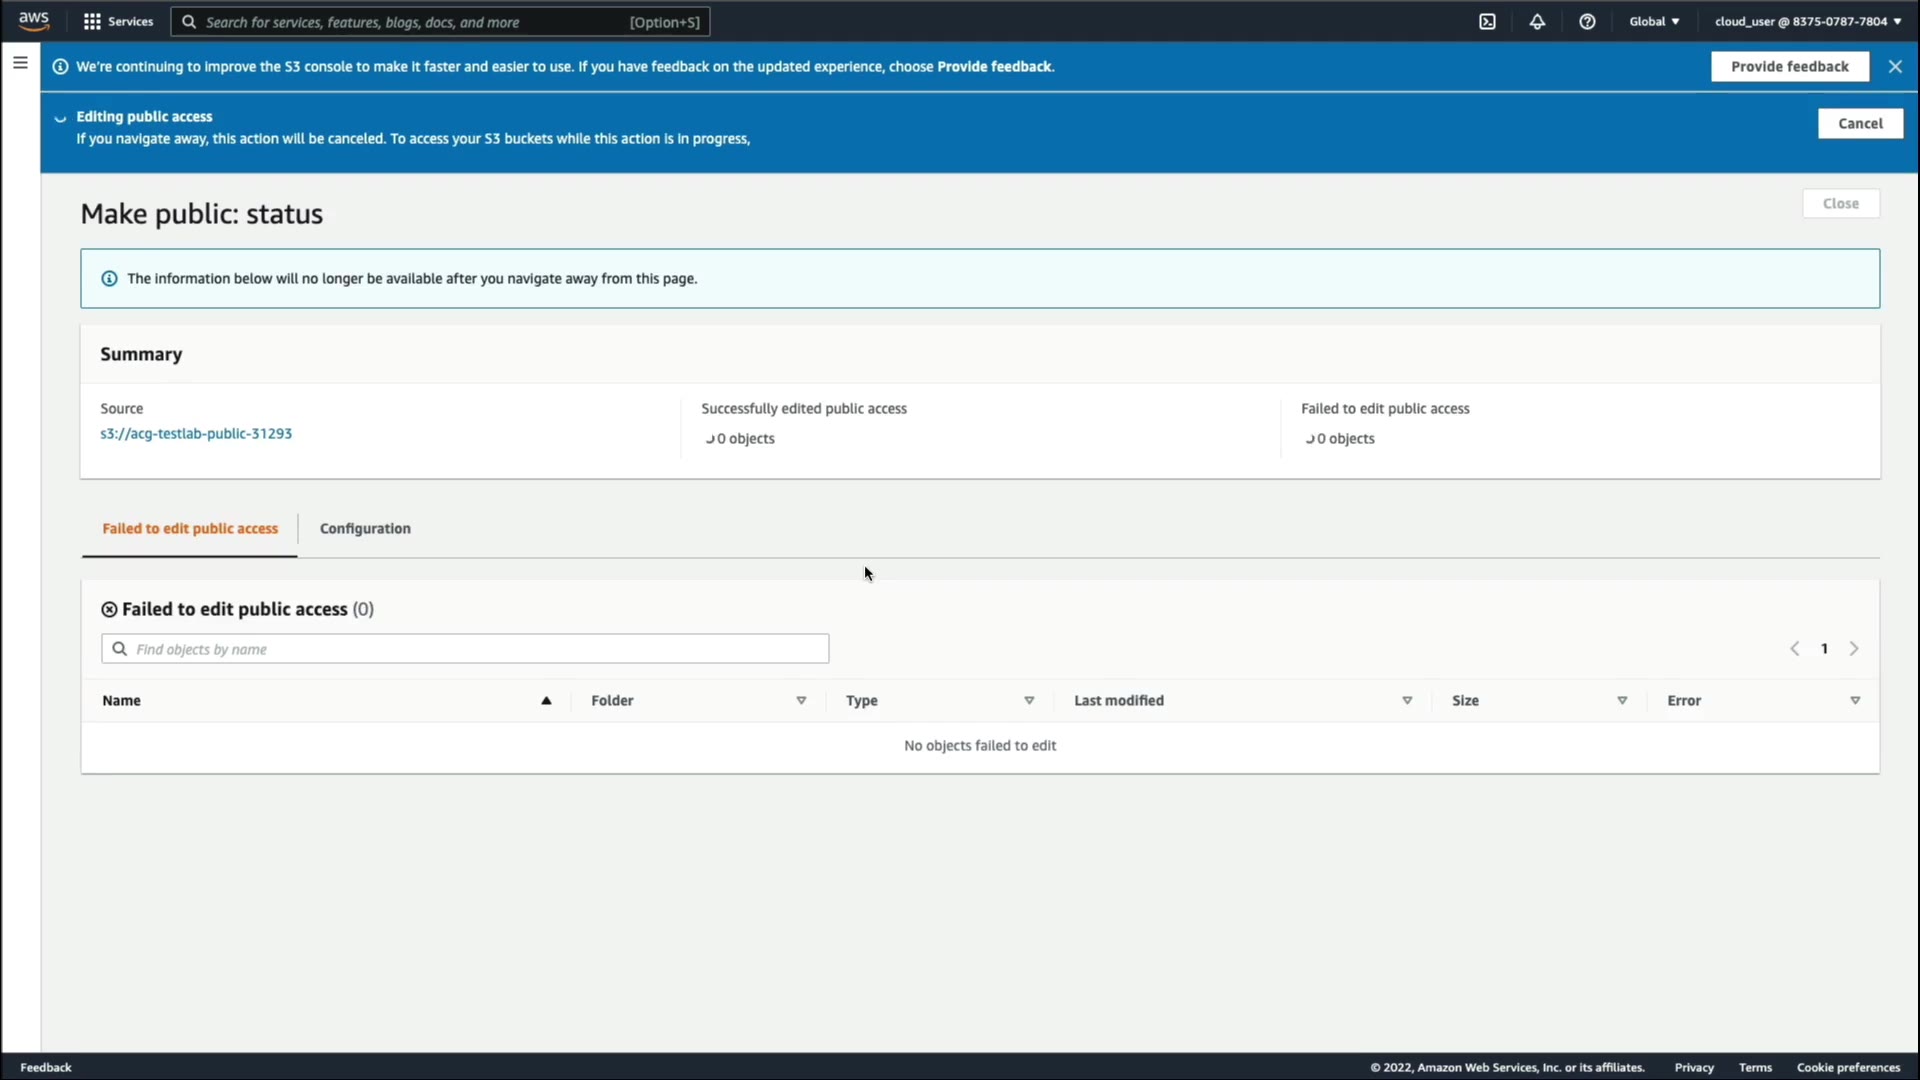 aws
Services
Search for services, features, blogs, docs, and more [Option+S]
Global
cloud_user @ 8375-0787-7804
We're continuing to improve the S3 console to make it faster and easier to use. If you have feedback on the updated experience, choose Provide feedback.
Provide feedback
Editing public access
If you navigate away, this action will be canceled. To access your S3 buckets while this action is in progress,
Cancel
Make public: status
Close
The information below will no longer be available after you navigate away from this page.
Summary
Source
s3://acg-testlab-public-31293
Successfully edited public access
0 objects
Failed to edit public access
0 objects
Failed to edit public access
Configuration
Failed to edit public access (0)
Find objects by name
1
Name Folder Type Last modified Size Error
No objects failed to edit
Feedback
© 2022, Amazon Web Services, Inc. or its affiliates. Privacy Terms Cookie preferences